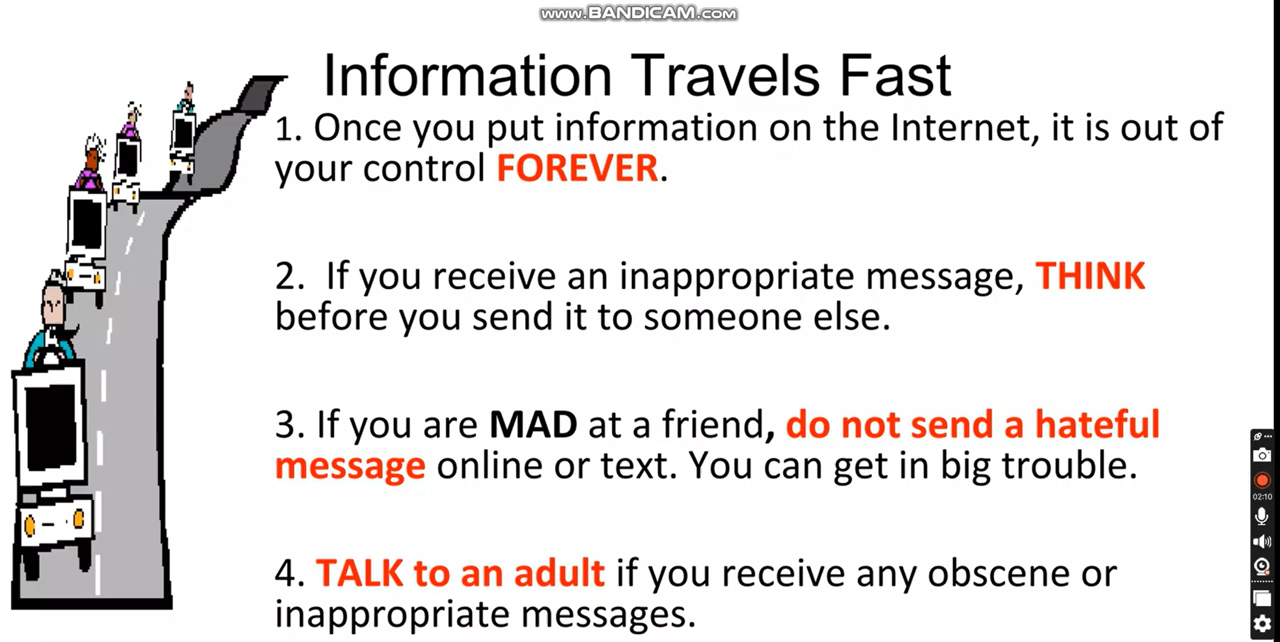 www.BANDICAM.com
Information Travels Fast
1. Once you put information on the Internet, it is out of
your control FOREVER.
2. If you receive an inappropriate message, THINK
before you send it to someone else.
3. If you are MAD at a friend, do not send a hateful
message online or text. You can get in big trouble.
4. TALK to an adult if you receive any obscene or
inappropriate messages.
02:10